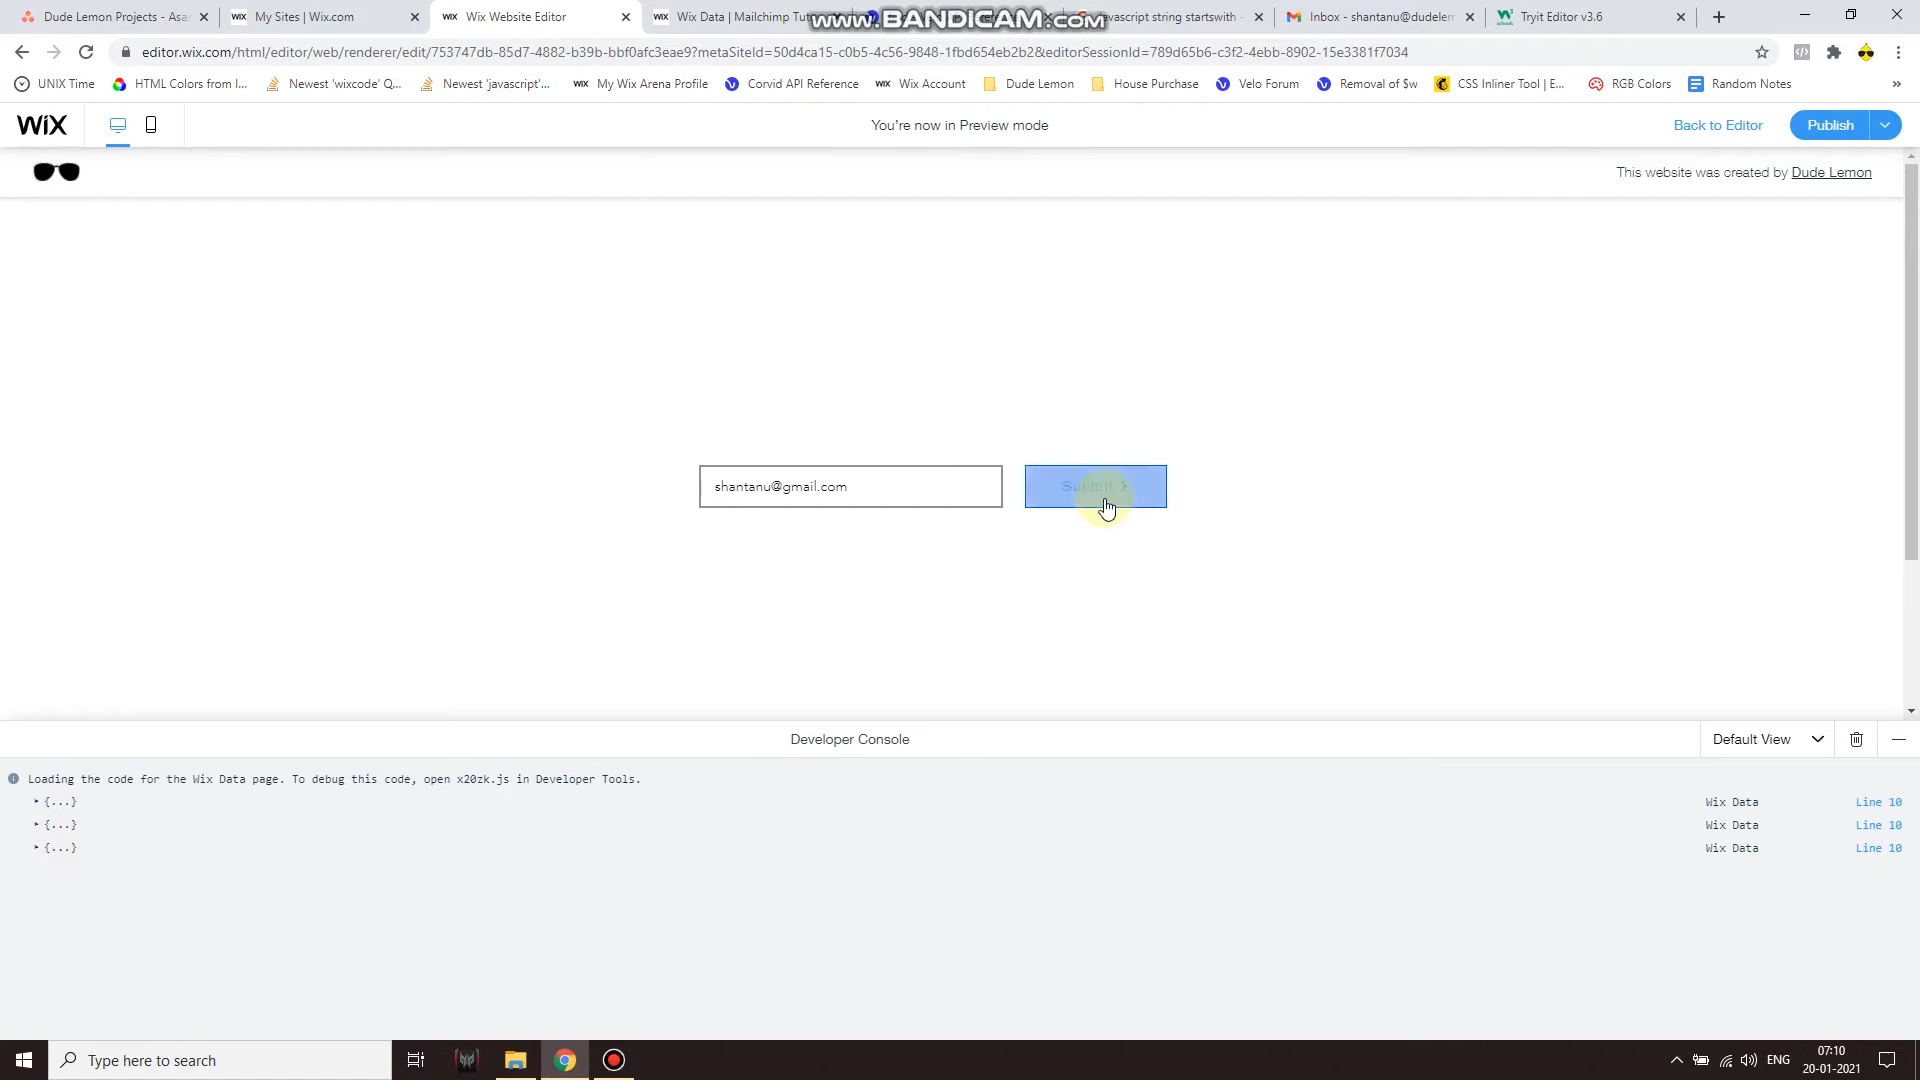 Dude Lemon Projects - Asa
My Sites | Wix.com
Wix Website Editor
Wix Data | Mailchimp Tut
www.BANDICAM.com
javascript string startswith -
Inbox - shantanu@dudelem
Tryit Editor v3.6
editor.wix.com/html/editor/web/renderer/edit/753747db-85d7-4882-b39b-bbf0afc3eae9?metaSiteId=50d4ca15-c0b5-4c56-9848-1fbd654eb2b2&editorSessionId=789d65b6-c3f2-4ebb-8902-15e3381f7034
UNIX Time
HTML Colors from I...
Newest 'wixcode' Q...
Newest 'javascript'...
My Wix Arena Profile
Corvid API Reference
Wix Account
Dude Lemon
House Purchase
Velo Forum
Removal of $w
CSS Inliner Tool | E...
RGB Colors
Random Notes
WIX
You're now in Preview mode
Back to Editor
Publish
This website was created by Dude Lemon
shantanu@gmail.com
Submit >
Developer Console
Default View
Loading the code for the Wix Data page. To debug this code, open x20zk.js in Developer Tools.
{...} Wix Data Line 10
{...} Wix Data Line 10
{...} Wix Data Line 10
Type here to search
ENG
07:10
20-01-2021